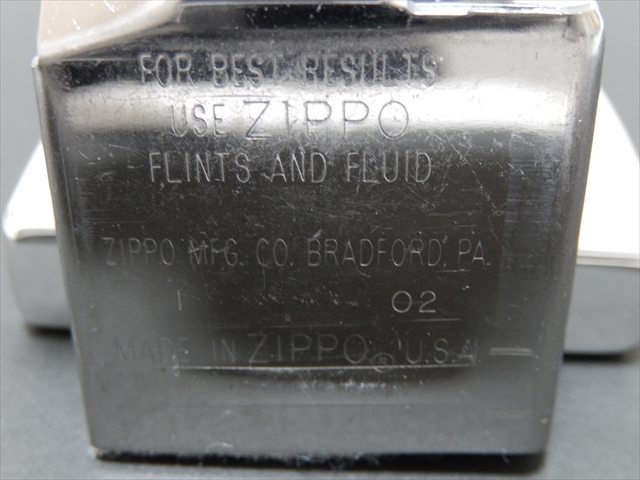 FOR BEST RESULTS
USE ZIPPO
FLINTS AND FLUID
ZIPPO MFG. CO. BRADFORD, PA.
I 02
MADE IN ZIPPO® U.S.A.